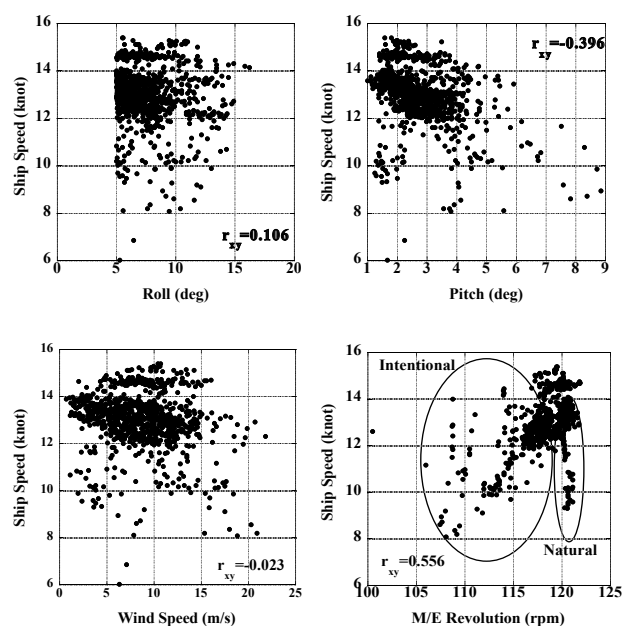 16
14
12
10
8
6
Ship Speed (knot)
r xy =0.106
0 5 10 15 20
Roll (deg)
16
14
12
10
8
6
Ship Speed (knot)
r xy =-0.396
1 2 3 4 5 6 7 8 9
Pitch (deg)
16
14
12
10
8
6
Ship Speed (knot)
r xy =-0.023
0 5 10 15 20 25
Wind Speed (m/s)
16
14
12
10
8
6
Ship Speed (knot)
Intentional
Natural
r xy =0.556
100 105 110 115 120 125
M/E Revolution (rpm)